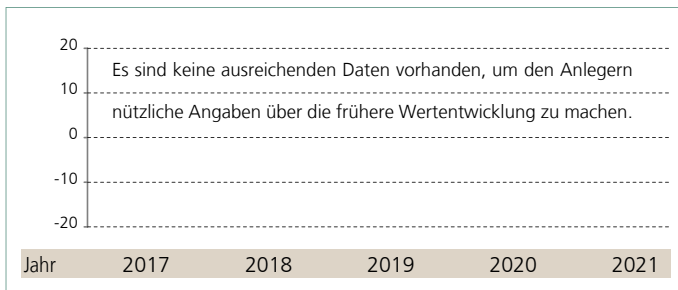 20
Es sind keine ausreichenden Daten vorhanden, um den Anlegern
10
nützliche Angaben über die frühere Wertentwicklung zu machen.
0
-10
-20
Jahr 2017 2018 2019 2020 2021